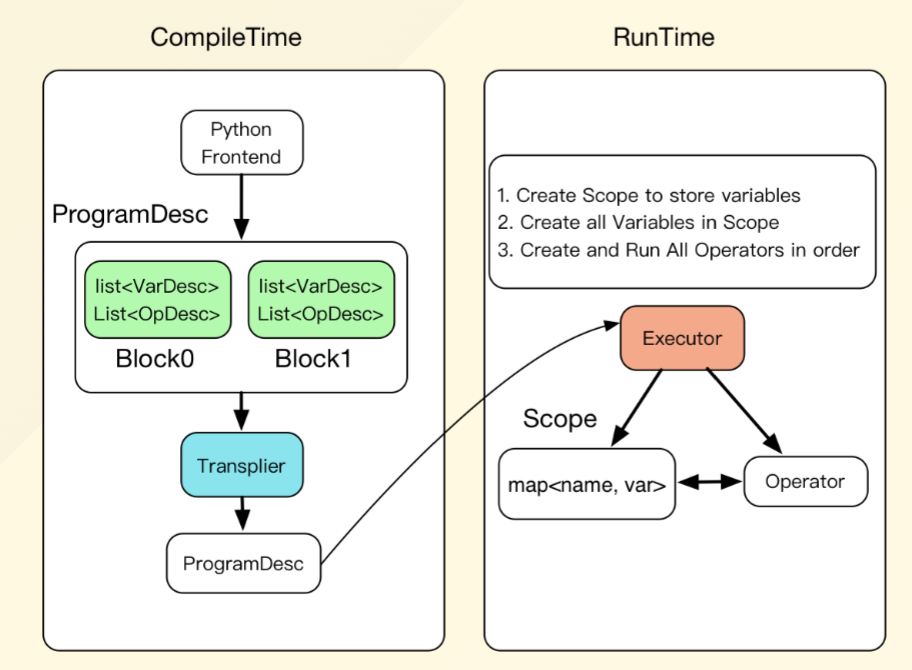 CompileTime
Python
Frontend
ProgramDesc
list<VarDesc>
List<OpDesc>
Block0
list<VarDesc>
List<OpDesc>
Block1
Transplier
ProgramDesc
RunTime
1. Create Scope to store variables
2. Create all Variables in Scope
3. Create and Run All Operators in order
Executor
Scope
map<name, var>
Operator